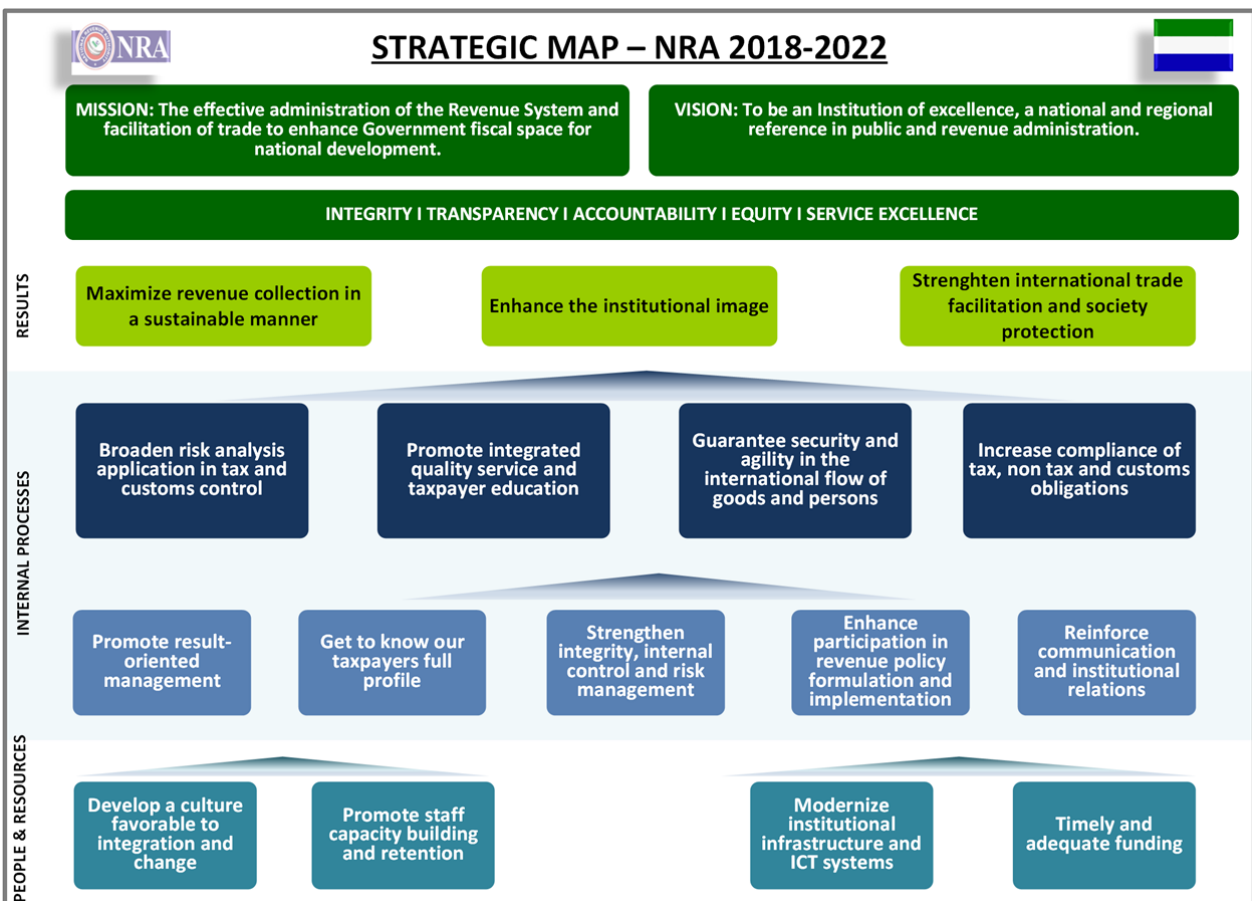 NRA
STRATEGIC MAP – NRA 2018-2022
MISSION: The effective administration of the Revenue System and
facilitation of trade to enhance Government fiscal space for
national development.
VISION: To be an Institution of excellence, a national and regional
reference in public and revenue administration.
INTEGRITY I TRANSPARENCY I ACCOUNTABILITY I EQUITY I SERVICE EXCELLENCE
RESULTS
Maximize revenue collection in
a sustainable manner
Enhance the institutional image
Strenghten international trade
facilitation and society
protection
INTERNAL PROCESSES
Broaden risk analysis
application in tax and
customs control
Promote integrated
quality service and
taxpayer education
Guarantee security and
agility in the
international flow of
goods and persons
Increase compliance of
tax, non tax and customs
obligations
Promote result-
oriented
management
Get to know our
taxpayers full
profile
Strengthen
integrity, internal
control and risk
management
Enhance
participation in
revenue policy
formulation and
implementation
Reinforce
communication
and institutional
relations
PEOPLE & RESOURCES
Develop a culture
favorable to
integration and
change
Promote staff
capacity building
and retention
Modernize
institutional
infrastructure and
ICT systems
Timely and
adequate funding